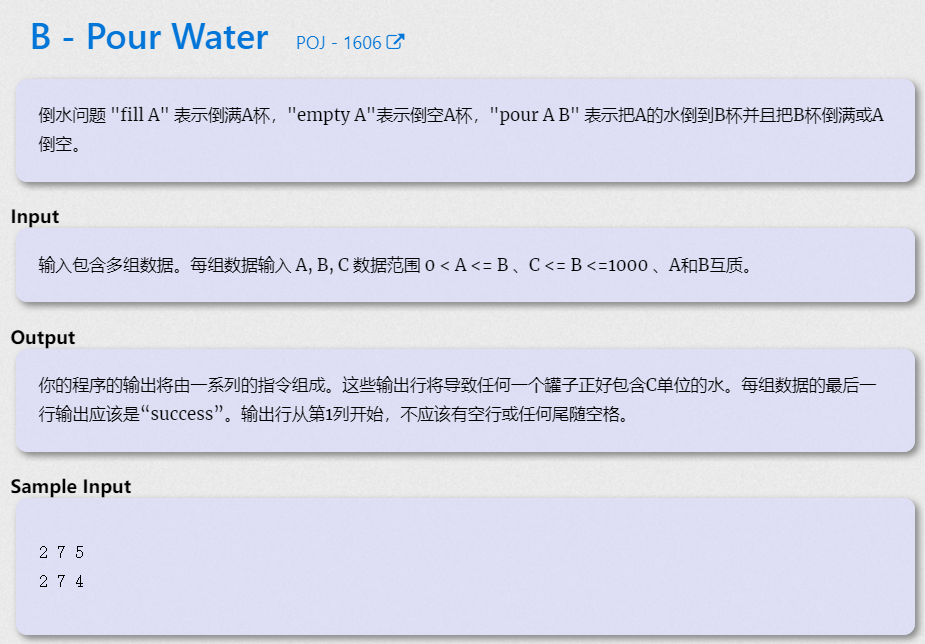 B - Pour Water POJ - 1606
倒水问题 "fill A" 表示倒满A杯，"empty A"表示倒空A杯，"pour A B" 表示把A的水倒到B杯并且把B杯倒满或A
倒空。
Input
输入包含多组数据。每组数据输入 A, B, C 数据范围 0 < A <= B 、C <= B <=1000 、A和B互质。
Output
你的程序的输出将由一系列的指令组成。这些输出行将导致任何一个罐子正好包含C单位的水。每组数据的最后一
行输出应该是“success”。输出行从第1列开始，不应该有空行或任何尾随空格。
Sample Input
2 7 5
2 7 4